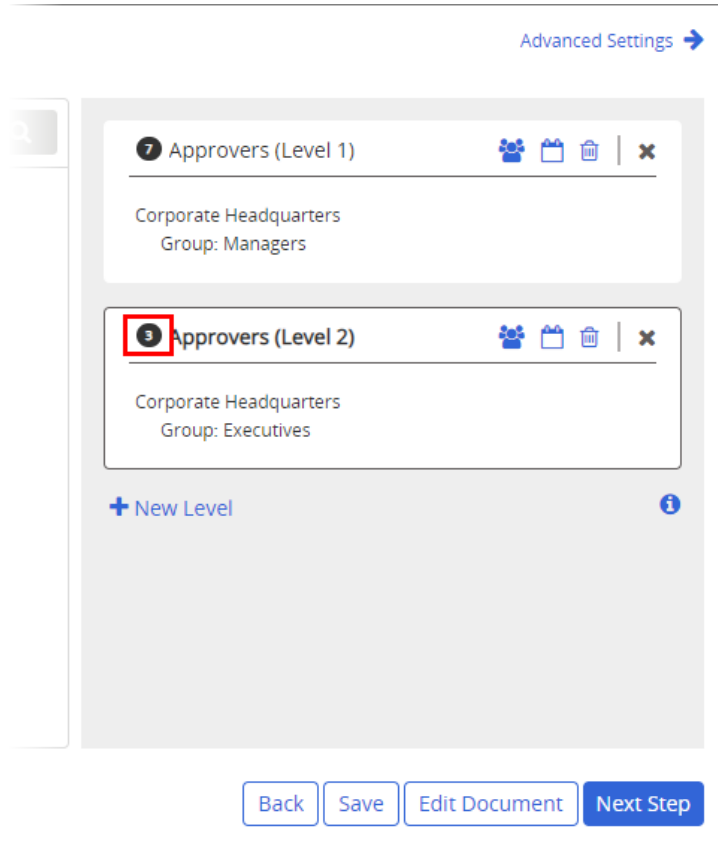 Advanced Settings
7 Approvers (Level 1)
Corporate Headquarters
Group: Managers
3 Approvers (Level 2)
Corporate Headquarters
Group: Executives
New Level
Back Save Edit Document Next Step